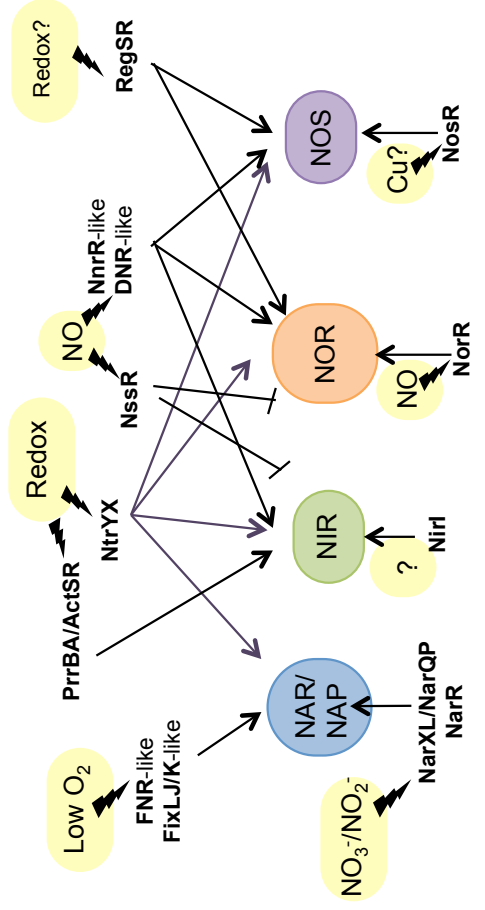 Low O₂
Redox
NO
Redox?
FNR-like
FixLJ/K-like
PrrBA/ActSR
NtrYX
NssR
NnrR-like
DNR-like
RegSR
NAR/
NAP
NIR
NOR
NOS
NO₃⁻/NO₂⁻
?
NO
Cu?
NarXL/NarQP
NarR
NirI
NorR
NosR